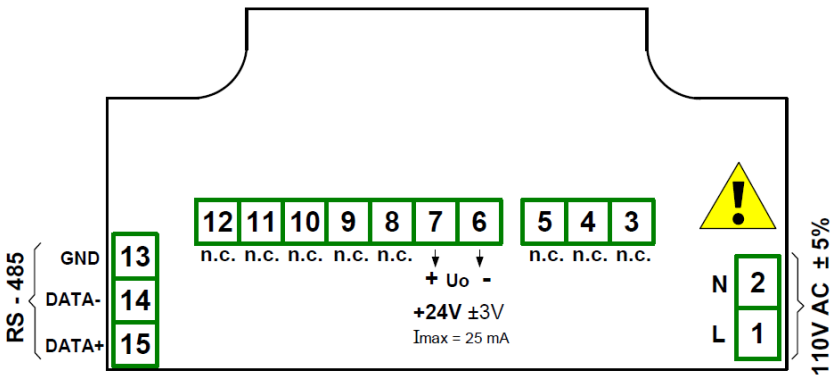 12 11 10 9 8 7 6 5 4 3
n.c. n.c. n.c. n.c. n.c. n.c. n.c. n.c.
+ Uo -
+24V ±3V
Imax = 25 mA
RS - 485
GND 13
DATA- 14
DATA+ 15
!
N 2
L 1
110V AC ± 5%